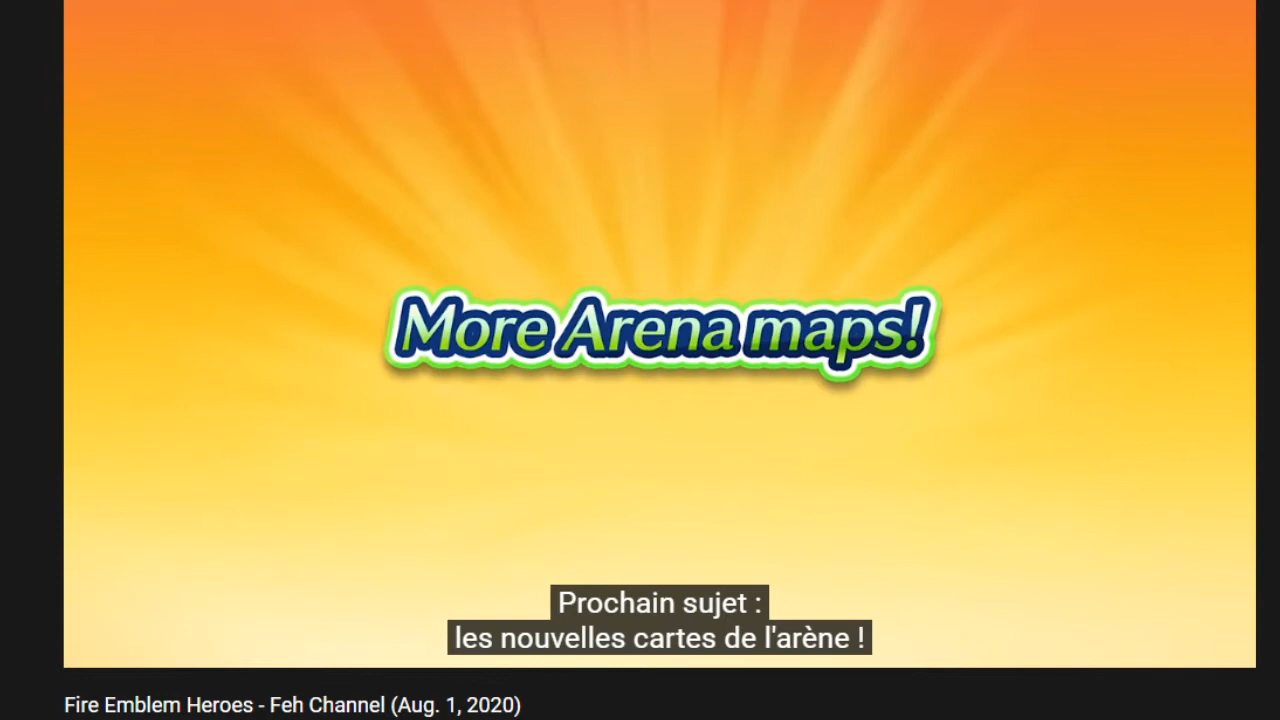 More Arena maps!
Prochain sujet :
les nouvelles cartes de l'arène !
Fire Emblem Heroes - Feh Channel (Aug. 1, 2020)